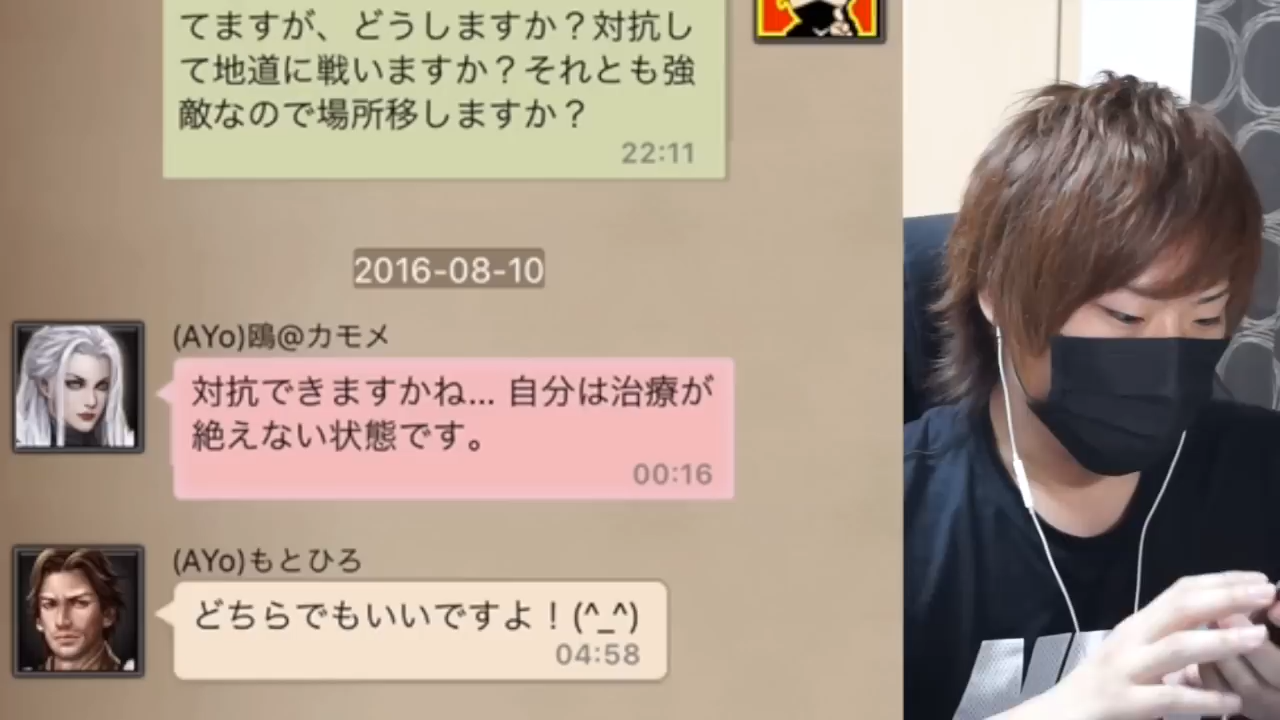 てますが、どうしますか？対抗し
て地道に戦いますか？それとも強
敵なので場所移しますか？
22:11
2016-08-10
(AYo)鴎@カモメ
対抗できますかね... 自分は治療が
絶えない状態です。
00:16
(AYo)もとひろ
どちらでもいいですよ！(^_^)
04:58